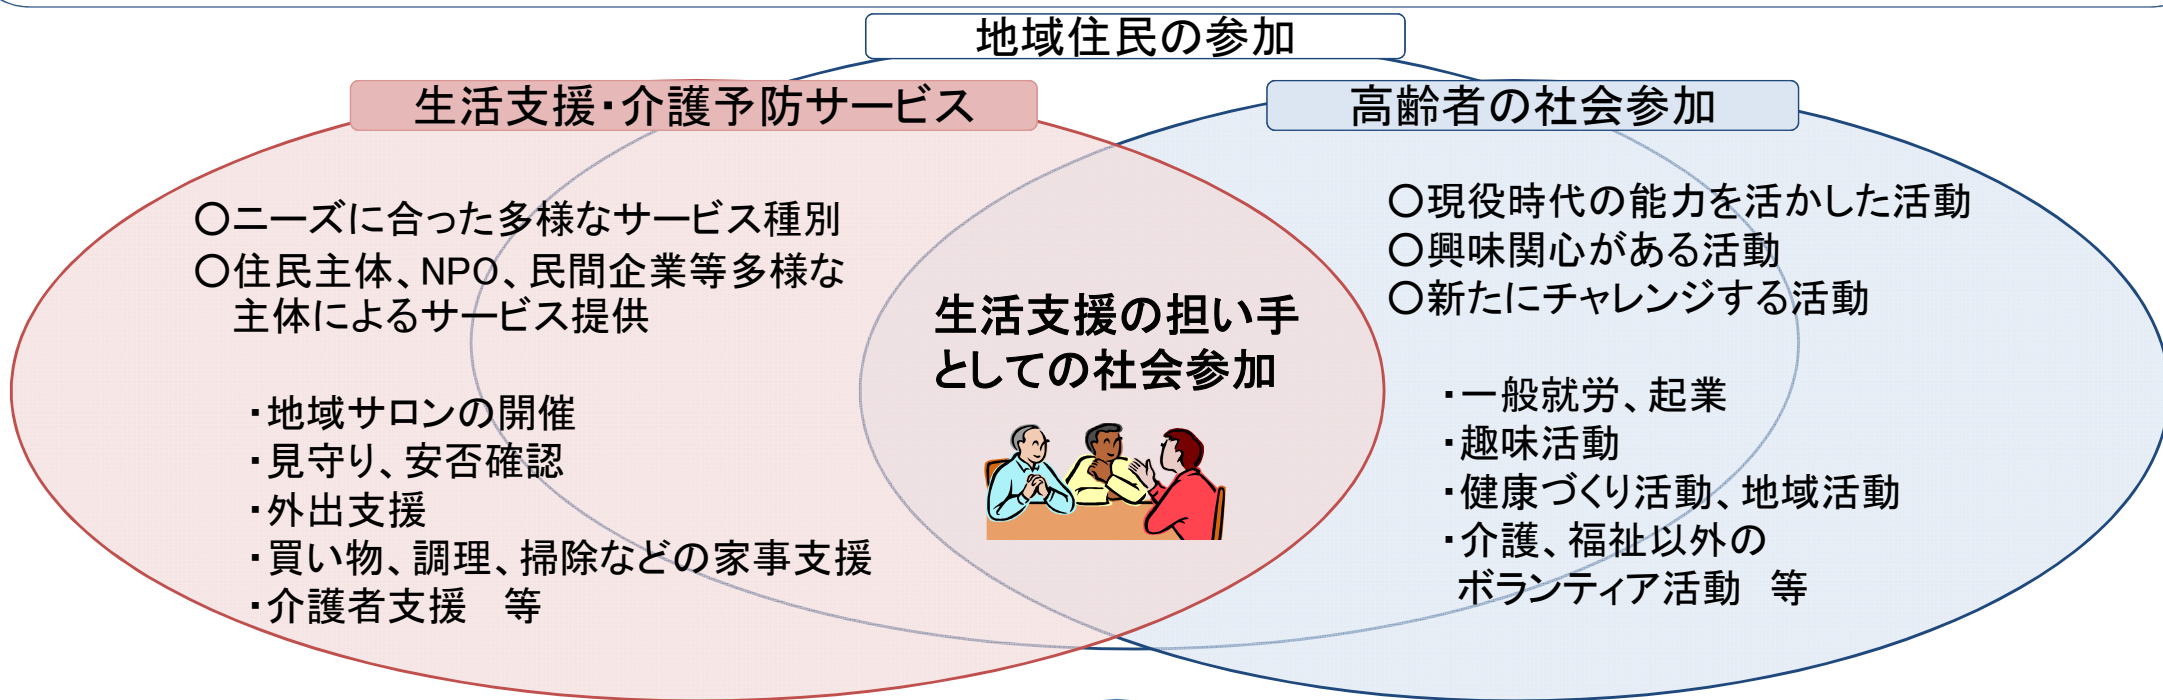 地域住民の参加
生活支援・介護予防サービス
○ニーズに合った多様なサービス種別
○住民主体、NPO、民間企業等多様な
主体によるサービス提供
・地域サロンの開催
・見守り、安否確認
・外出支援
・買い物、調理、掃除などの家事支援
・介護者支援　等
生活支援の担い手
としての社会参加
高齢者の社会参加
○現役時代の能力を活かした活動
○興味関心がある活動
○新たにチャレンジする活動
・一般就労、起業
・趣味活動
・健康づくり活動、地域活動
・介護、福祉以外の
ボランティア活動　等